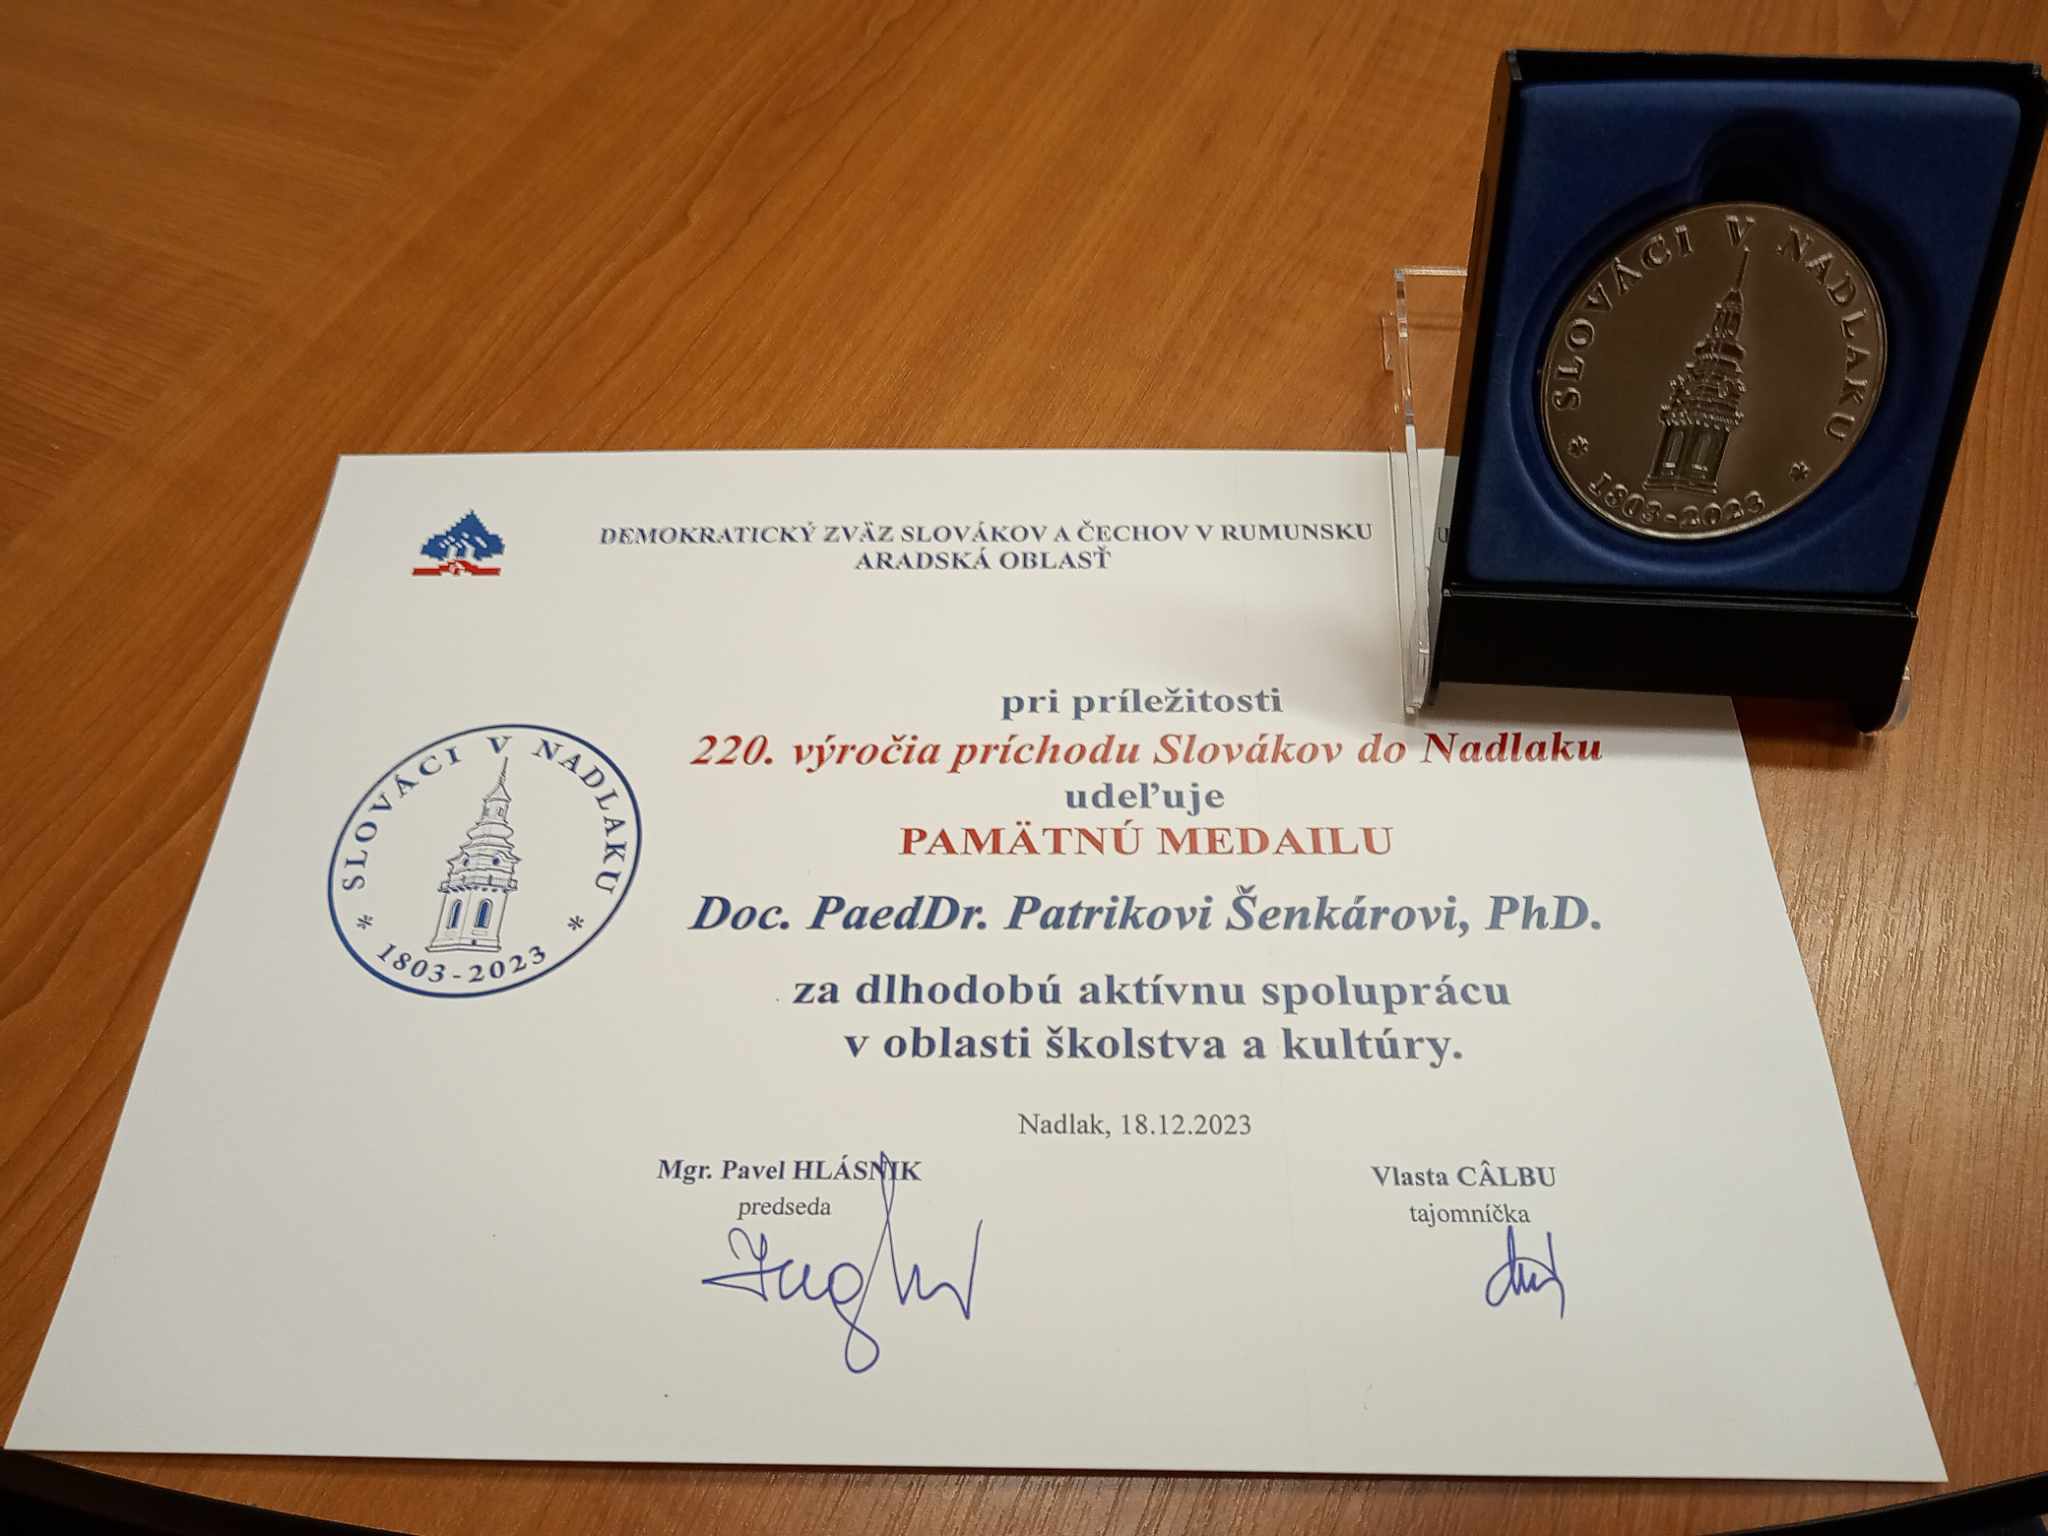 DEMOKRATICKÝ ZVÄZ SLOVÁKOV A ČECHOV V RUMUNSKU
ARADSKÁ OBLASŤ
pri príležitosti
220. výročia príchodu Slovákov do Nadlaku
udeľuje
PAMÄTNÚ MEDAILU
Doc. PaedDr. Patrikovi Šenkárovi, PhD.
za dlhodobú aktívnu spoluprácu
v oblasti školstva a kultúry.
Nadlak, 18.12.2023
Mgr. Pavel HLÁSNIK
predseda
Vlasta CÂLBU
tajomníčka
SLOVÁCI V NADLAKU
* 1803-2023 *
SLOVÁCI V NADLAKU
* 1803-2023 *